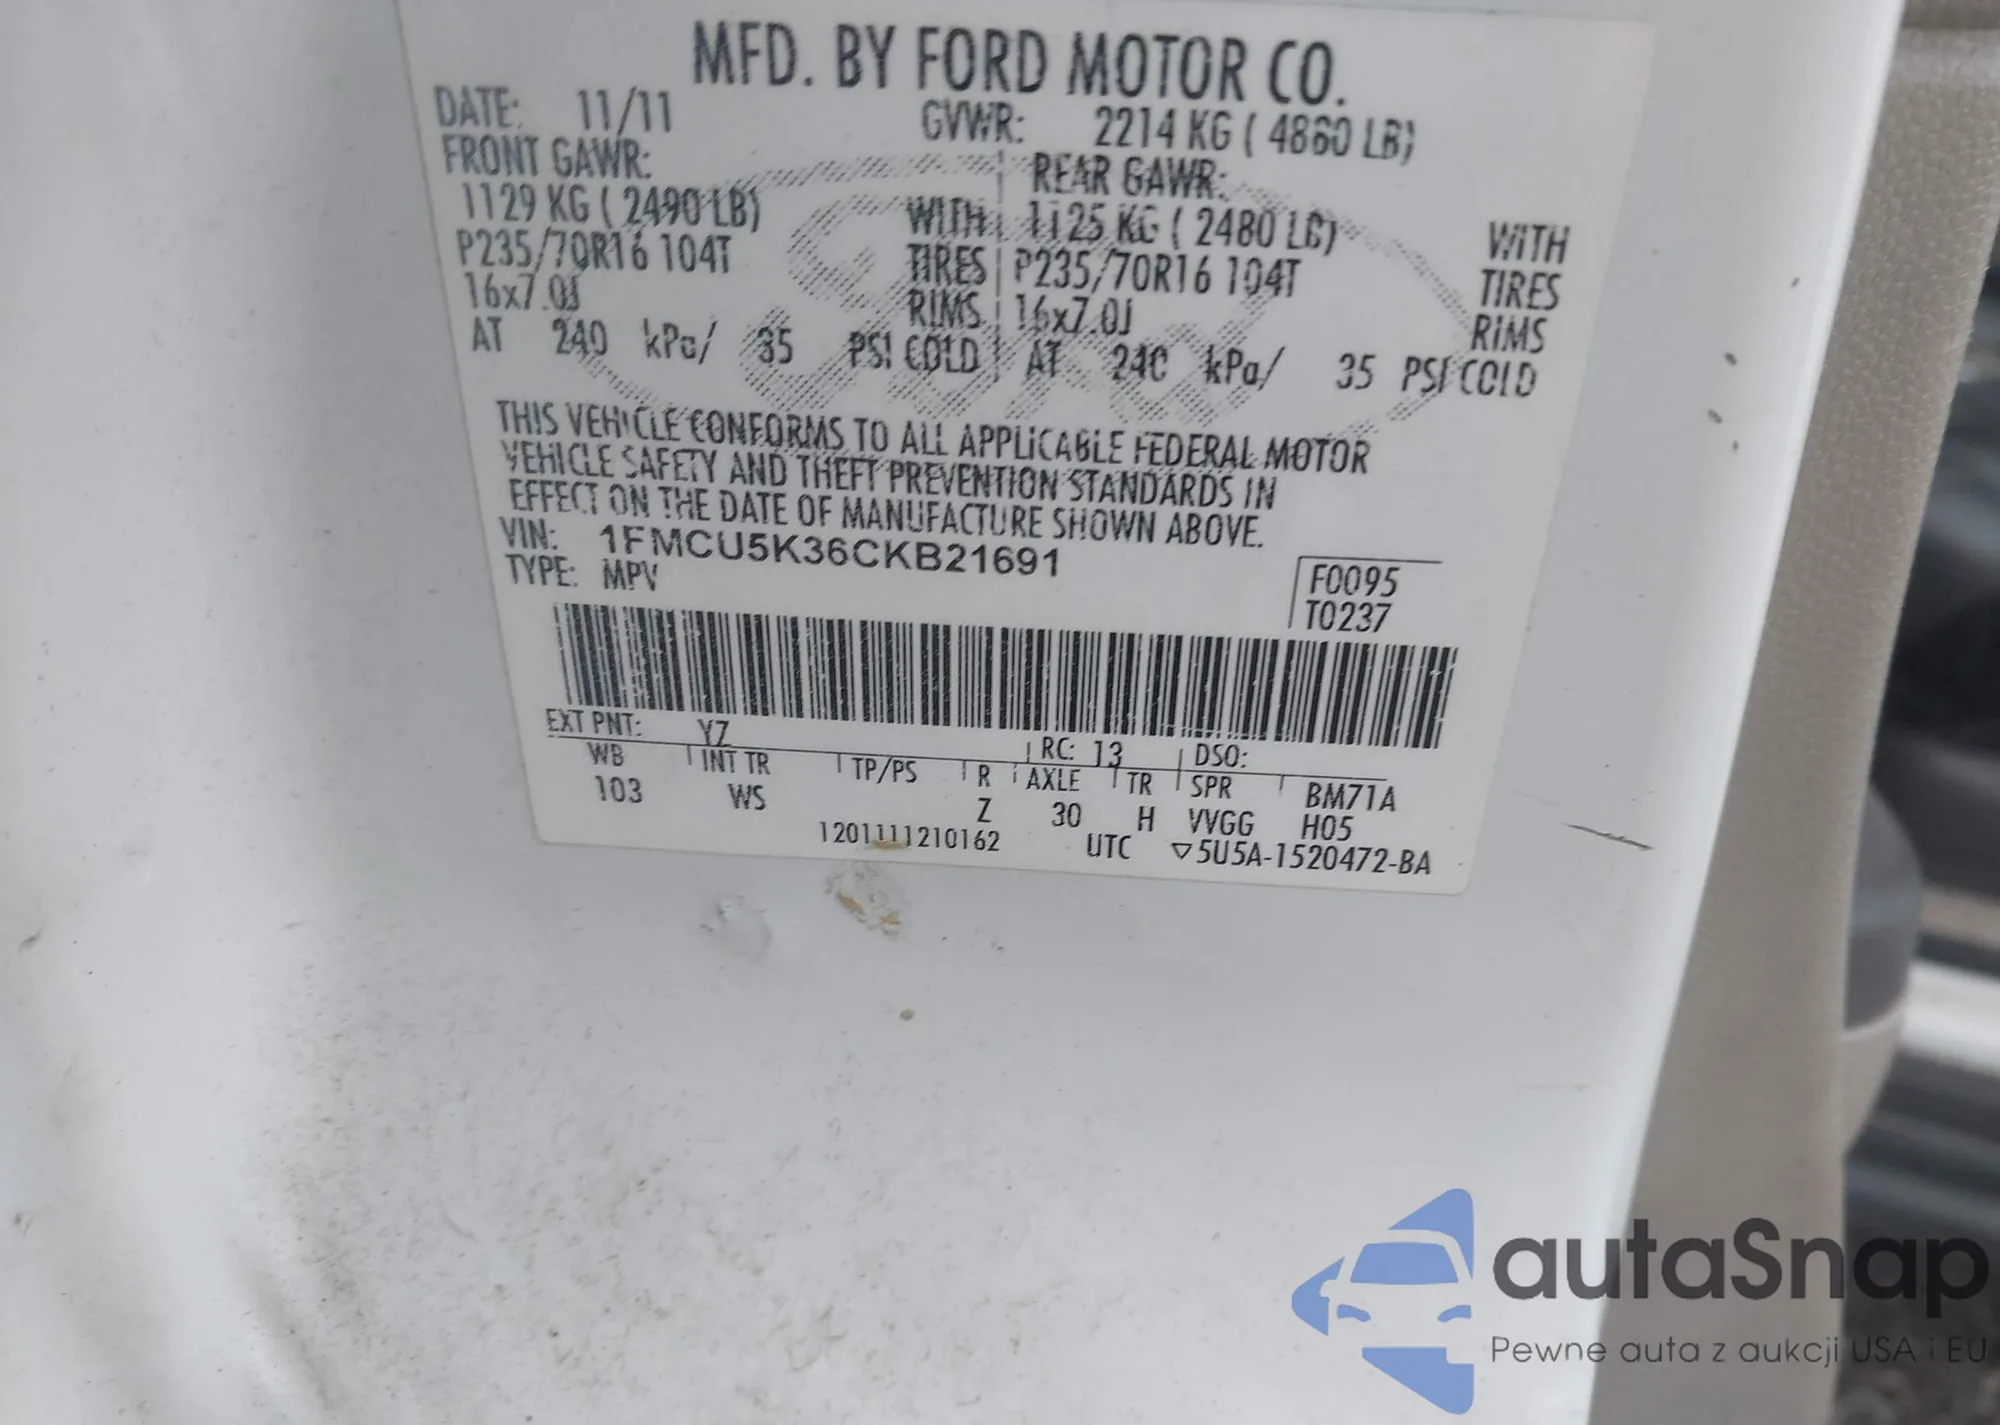 MFD. BY FORD MOTOR CO.
DATE: 11/11 GVWR: 2214 KG ( 4860 LB)
FRONT GAWR: REAR GAWR:
1129 KG ( 2490 LB) WITH 1125 KG ( 2480 LB) WITH
P235/70R16 104T TIRES P235/70R16 104T TIRES
16x7.0J RIMS 16x7.0J RIMS
AT 240 kPa/ 35 PSI COLD AT 240 kPa/ 35 PSI COLD
THIS VEHICLE CONFORMS TO ALL APPLICABLE FEDERAL MOTOR
VEHICLE SAFETY AND THEFT PREVENTION STANDARDS IN
EFFECT ON THE DATE OF MANUFACTURE SHOWN ABOVE.
VIN: 1FMCU5K36CKB21691
TYPE: MPV
F0095
T0237
EXT PNT: YZ RC: 13 DSO:
WB INT TR TP/PS R AXLE TR SPR BM71A
103 WS Z 30 H VVGG H05
1201111210162 UTC ▽5U5A-1520472-BA
autaSnap
Pewne auta z aukcji USA i EU